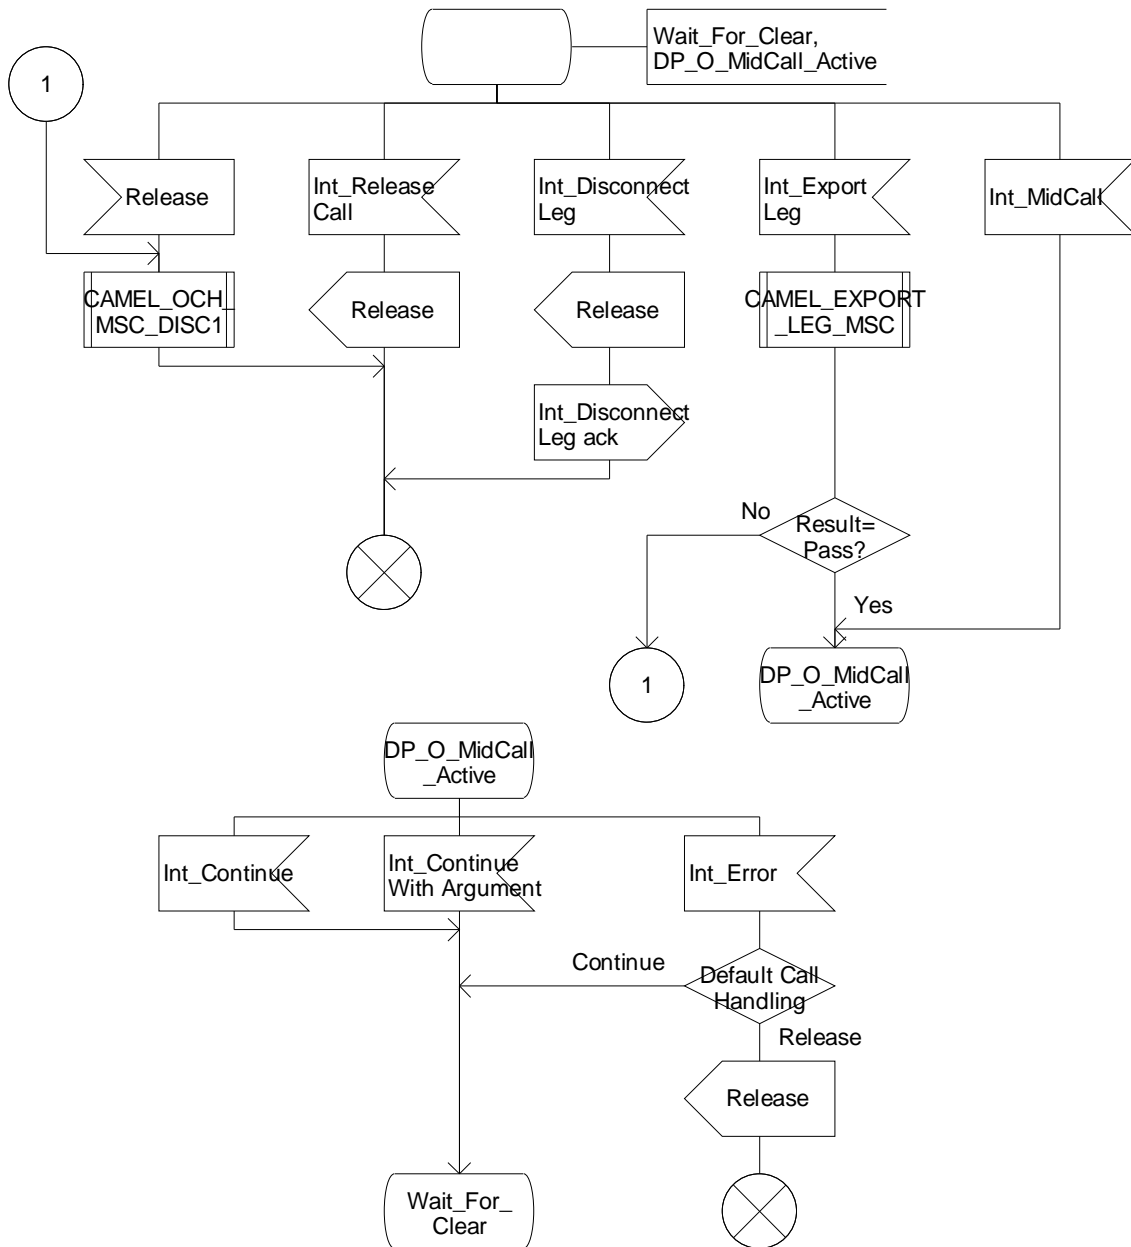 Wait_For_Clear,
DP_O_MidCall_Active
1
Release
Int_Release
Call
Int_Disconnect
Leg
Int_Export
Leg
Int_MidCall
CAMEL_OCH_
MSC_DISC1
Release
Release
CAMEL_EXPORT
_LEG_MSC
Int_Disconnect
Leg ack
No
Result=
Pass?
Yes
1
DP_O_MidCall
_Active
DP_O_MidCall
_Active
Int_Continue
Int_Continue
With Argument
Int_Error
Continue
Default Call
Handling
Release
Release
Wait_For_
Clear